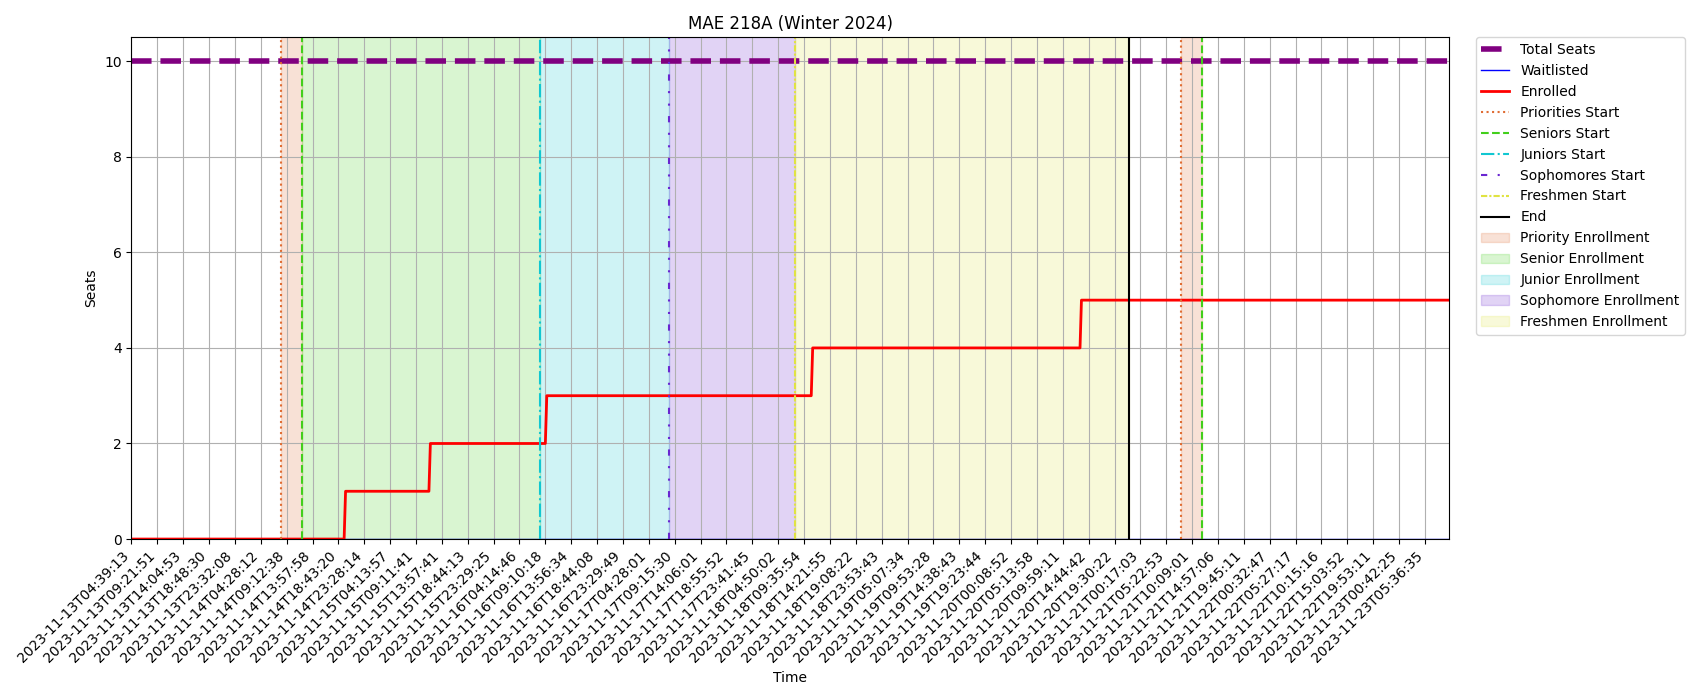 MAE 218A (Winter 2024)
10
8
6
4
2
0
Seats
2023-11-13T04:39:13
2023-11-13T09:21:51
2023-11-13T14:04:53
2023-11-13T18:48:30
2023-11-13T23:32:08
2023-11-14T04:28:12
2023-11-14T09:12:38
2023-11-14T13:57:58
2023-11-14T18:43:20
2023-11-14T23:28:14
2023-11-15T04:13:57
2023-11-15T09:11:41
2023-11-15T13:57:41
2023-11-15T18:44:13
2023-11-15T23:29:25
2023-11-16T04:14:46
2023-11-16T09:10:18
2023-11-16T13:56:34
2023-11-16T18:44:08
2023-11-16T23:29:49
2023-11-17T04:28:01
2023-11-17T09:15:30
2023-11-17T14:06:01
2023-11-17T18:55:52
2023-11-17T23:41:45
2023-11-18T04:50:02
2023-11-18T09:35:54
2023-11-18T14:21:55
2023-11-18T19:08:22
2023-11-18T23:53:43
2023-11-19T05:07:34
2023-11-19T09:53:28
2023-11-19T14:38:43
2023-11-19T19:23:44
2023-11-20T00:08:52
2023-11-20T05:13:58
2023-11-20T09:59:11
2023-11-20T14:44:42
2023-11-20T19:30:22
2023-11-21T00:17:03
2023-11-21T05:22:53
2023-11-21T10:09:01
2023-11-21T14:57:06
2023-11-21T19:45:11
2023-11-22T00:32:47
2023-11-22T05:27:17
2023-11-22T10:15:16
2023-11-22T15:03:52
2023-11-22T19:53:11
2023-11-23T00:42:25
2023-11-23T05:36:35
Time
Total Seats
Waitlisted
Enrolled
Priorities Start
Seniors Start
Juniors Start
Sophomores Start
Freshmen Start
End
Priority Enrollment
Senior Enrollment
Junior Enrollment
Sophomore Enrollment
Freshmen Enrollment